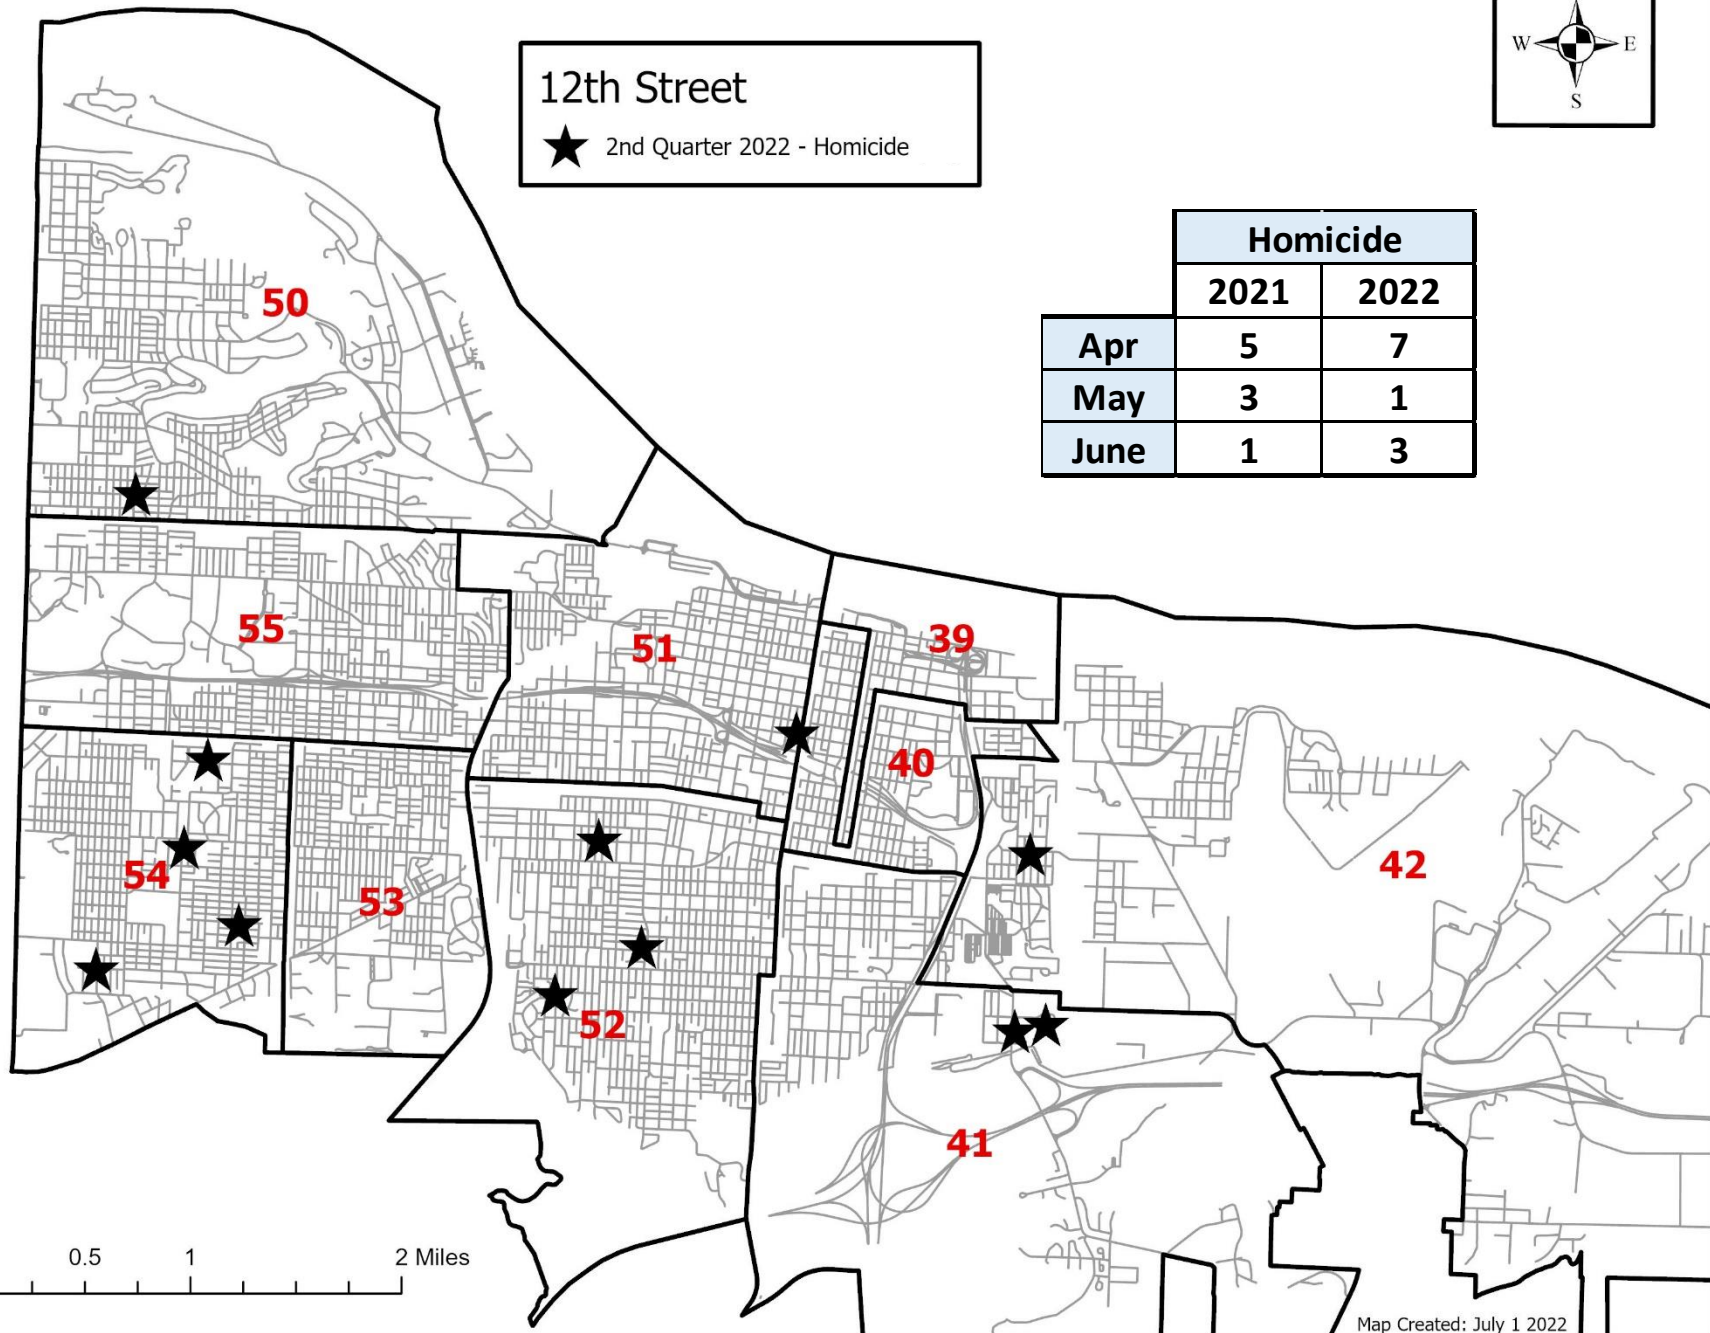 W E
S
12th Street
2nd Quarter 2022 - Homicide
Homicide
2021 2022
Apr 5 7
May 3 1
June 1 3
50
55
51
39
40
42
54
53
52
41
0.5 1 2 Miles
Map Created: July 1 2022